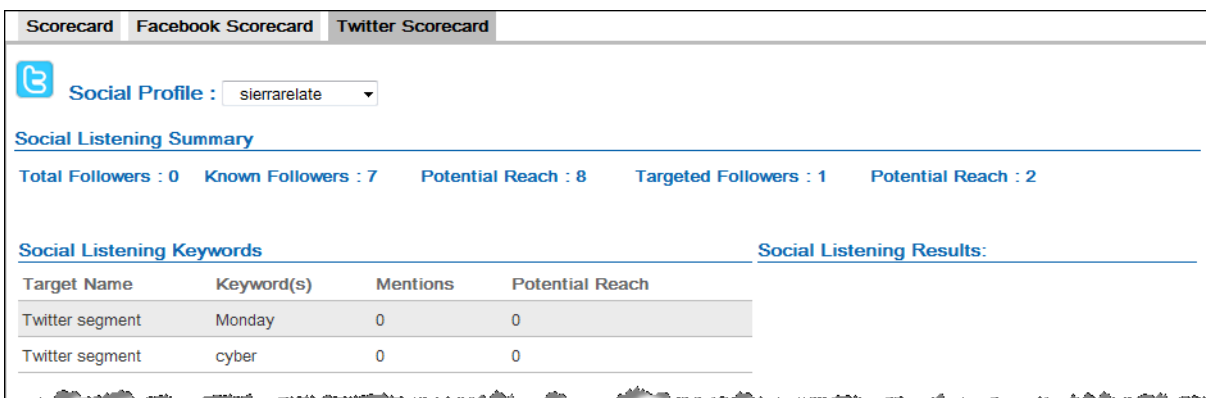 Scorecard Facebook Scorecard Twitter Scorecard
Social Profile : sierrarelate
Social Listening Summary
Total Followers : 0 Known Followers : 7 Potential Reach : 8 Targeted Followers : 1 Potential Reach : 2
Social Listening Keywords
Target Name Keyword(s) Mentions Potential Reach
Twitter segment Monday 0 0
Twitter segment cyber 0 0
Social Listening Results: